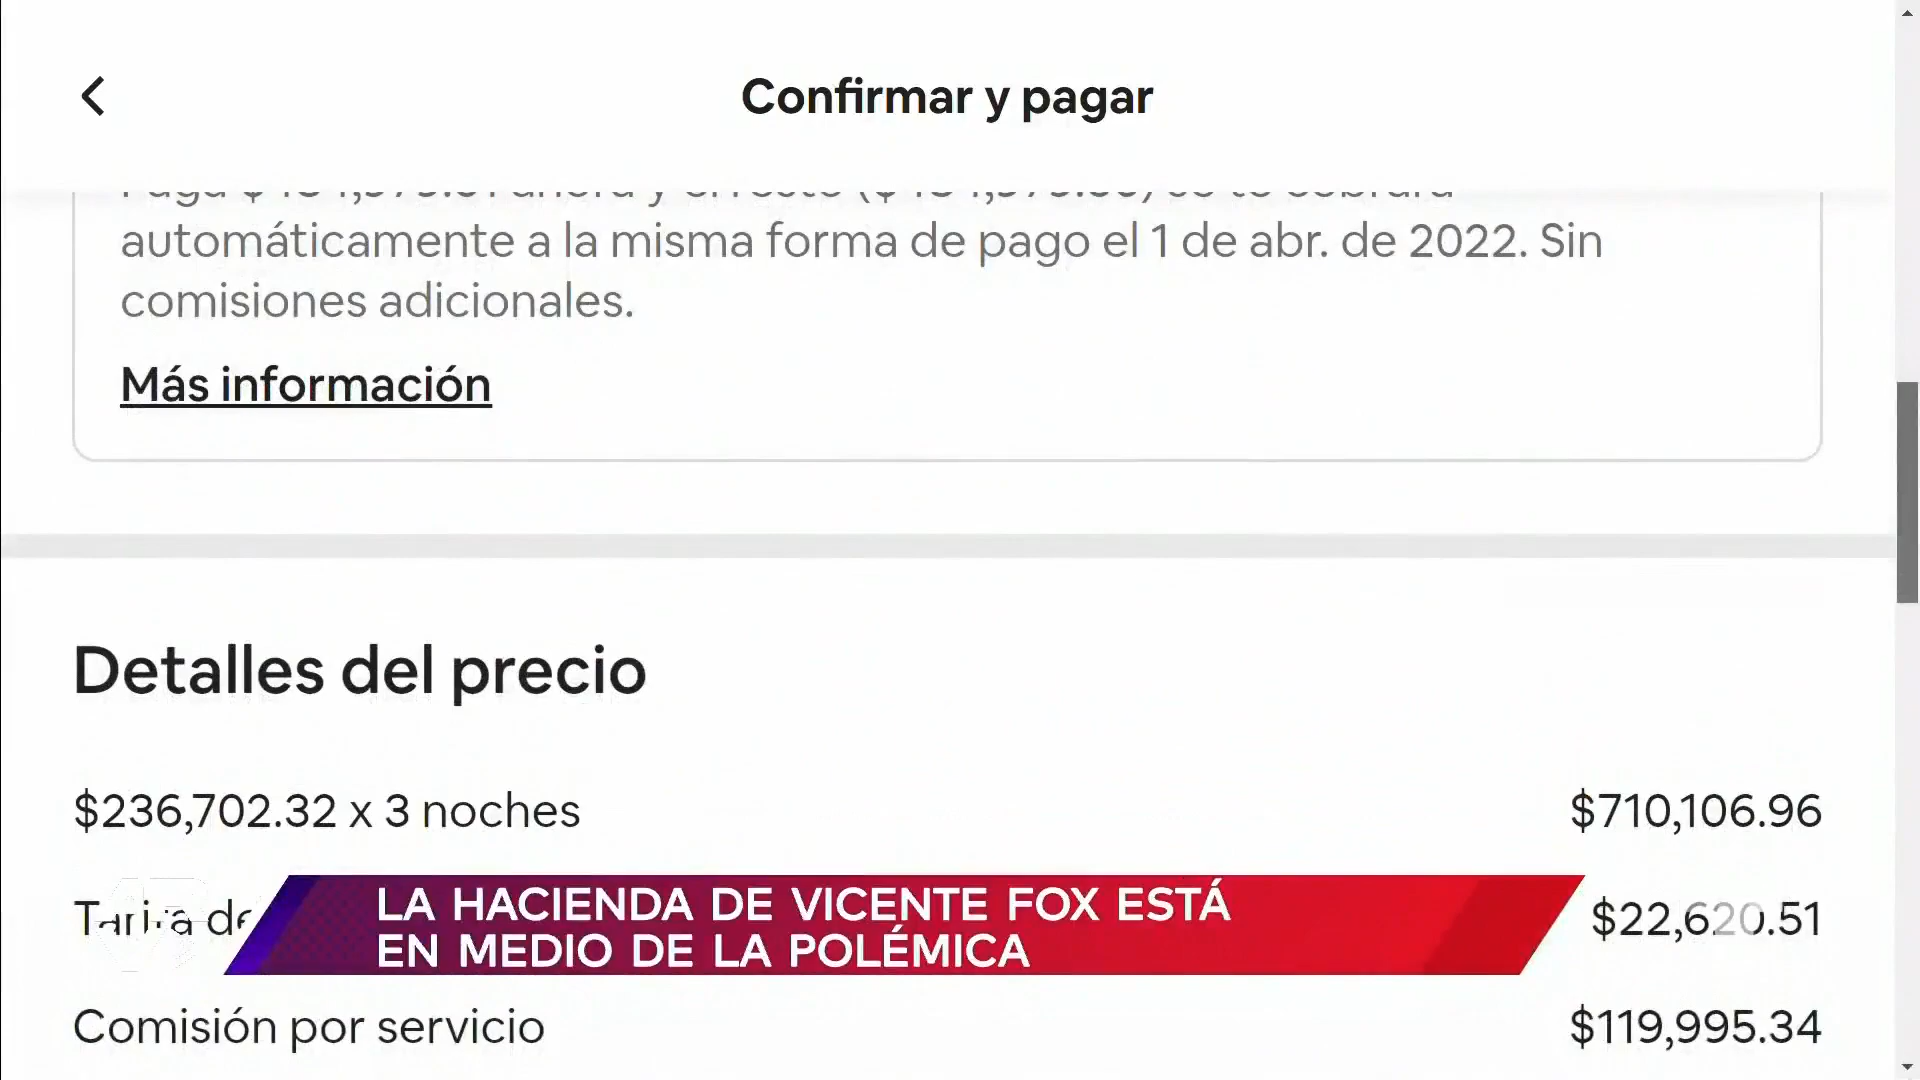 Confirmar y pagar
automáticamente a la misma forma de pago el 1 de abr. de 2022. Sin
comisiones adicionales.
Más información
Detalles del precio
$236,702.32 x 3 noches $710,106.96
Tarifa de $22,620.51
LA HACIENDA DE VICENTE FOX ESTÁ
EN MEDIO DE LA POLÉMICA
Comisión por servicio $119,995.34